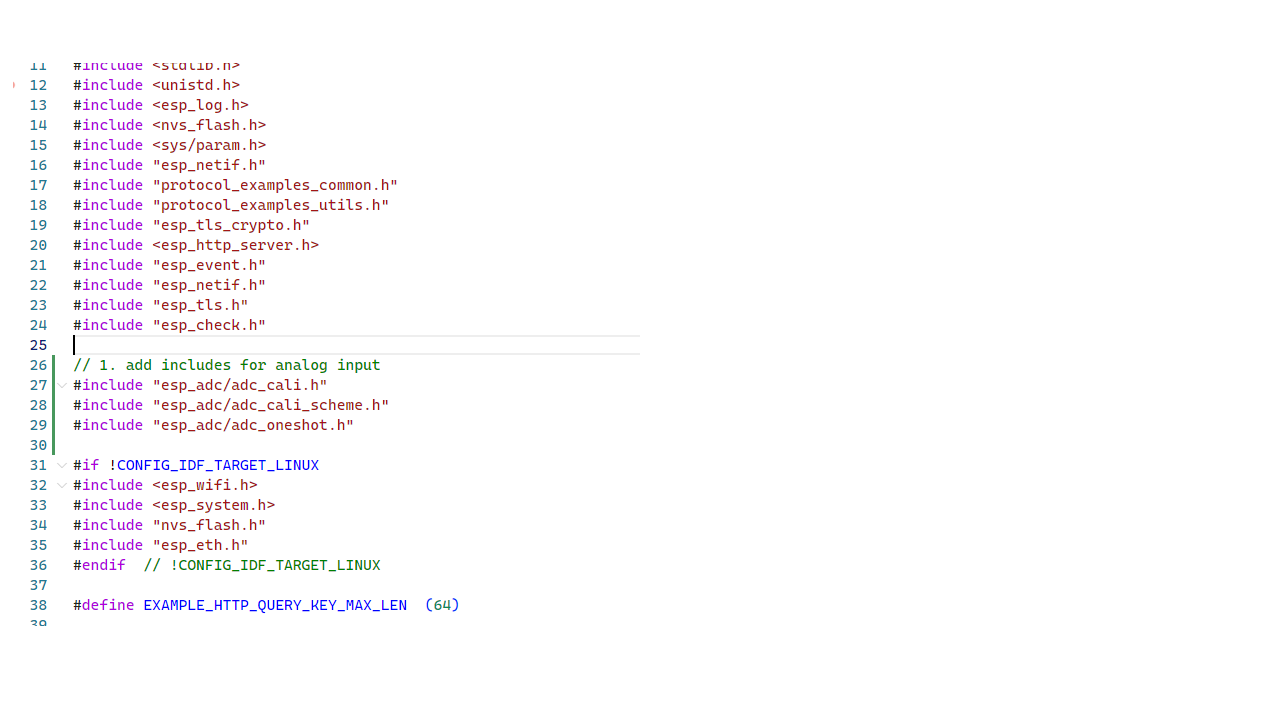 11 #include <stdlib.h>
12 #include <unistd.h>
13 #include <esp_log.h>
14 #include <nvs_flash.h>
15 #include <sys/param.h>
16 #include "esp_netif.h"
17 #include "protocol_examples_common.h"
18 #include "protocol_examples_utils.h"
19 #include "esp_tls_crypto.h"
20 #include <esp_http_server.h>
21 #include "esp_event.h"
22 #include "esp_netif.h"
23 #include "esp_tls.h"
24 #include "esp_check.h"
25
26 // 1. add includes for analog input
27 #include "esp_adc/adc_cali.h"
28 #include "esp_adc/adc_cali_scheme.h"
29 #include "esp_adc/adc_oneshot.h"
30
31 #if !CONFIG_IDF_TARGET_LINUX
32 #include <esp_wifi.h>
33 #include <esp_system.h>
34 #include "nvs_flash.h"
35 #include "esp_eth.h"
36 #endif  // !CONFIG_IDF_TARGET_LINUX
37
38 #define EXAMPLE_HTTP_QUERY_KEY_MAX_LEN  (64)
39